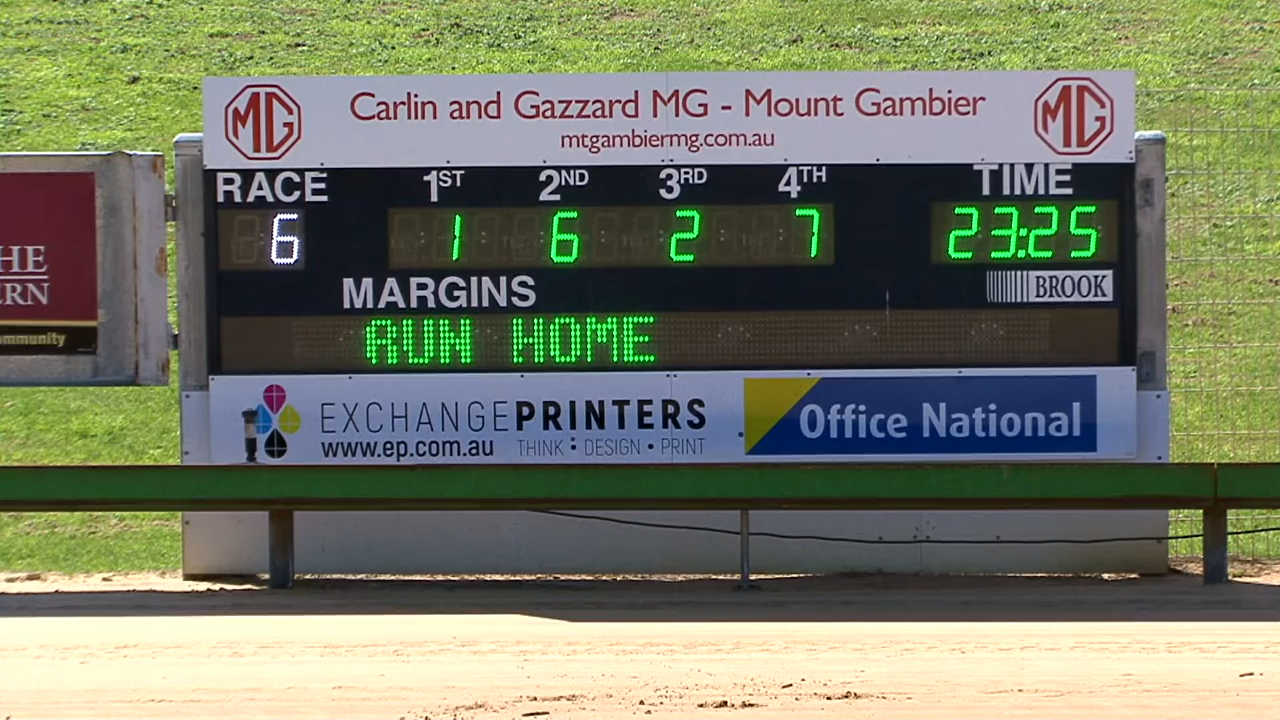 MG Carlin and Gazzard MG - Mount Gambier MG
mtgambiermg.com.au
RACE 1ST 2ND 3RD 4TH TIME
6 1 6 2 7 23:25
MARGINS BROOK
RUN HOME
HE
RN
mmunity
EXCHANGEPRINTERS
www.ep.com.au THINK : DESIGN • PRINT
Office National